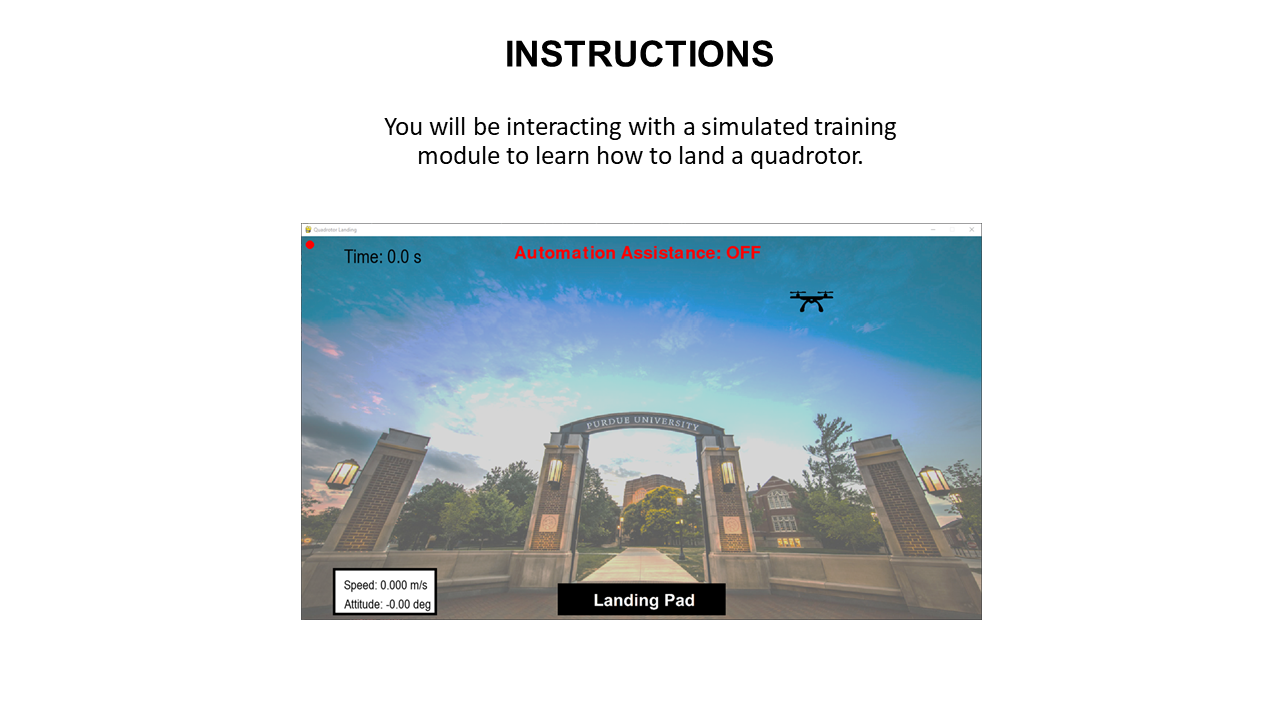 INSTRUCTIONS
You will be interacting with a simulated training
module to learn how to land a quadrotor.
Quadrotor Landing
Time: 0.0 s
Automation Assistance: OFF
PURDUE UNIVERSITY
Speed: 0.000 m/s
Attitude: -0.00 deg
Landing Pad